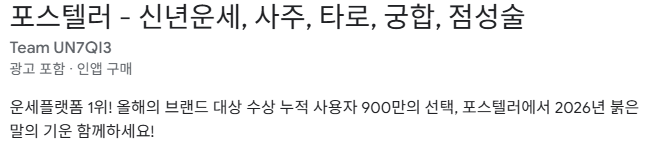 포스텔러 - 신년운세, 사주, 타로, 궁합, 점성술
Team UN7QI3
광고 포함 · 인앱 구매
운세플랫폼 1위! 올해의 브랜드 대상 수상 누적 사용자 900만의 선택, 포스텔러에서 2026년 붉은
말의 기운 함께하세요!